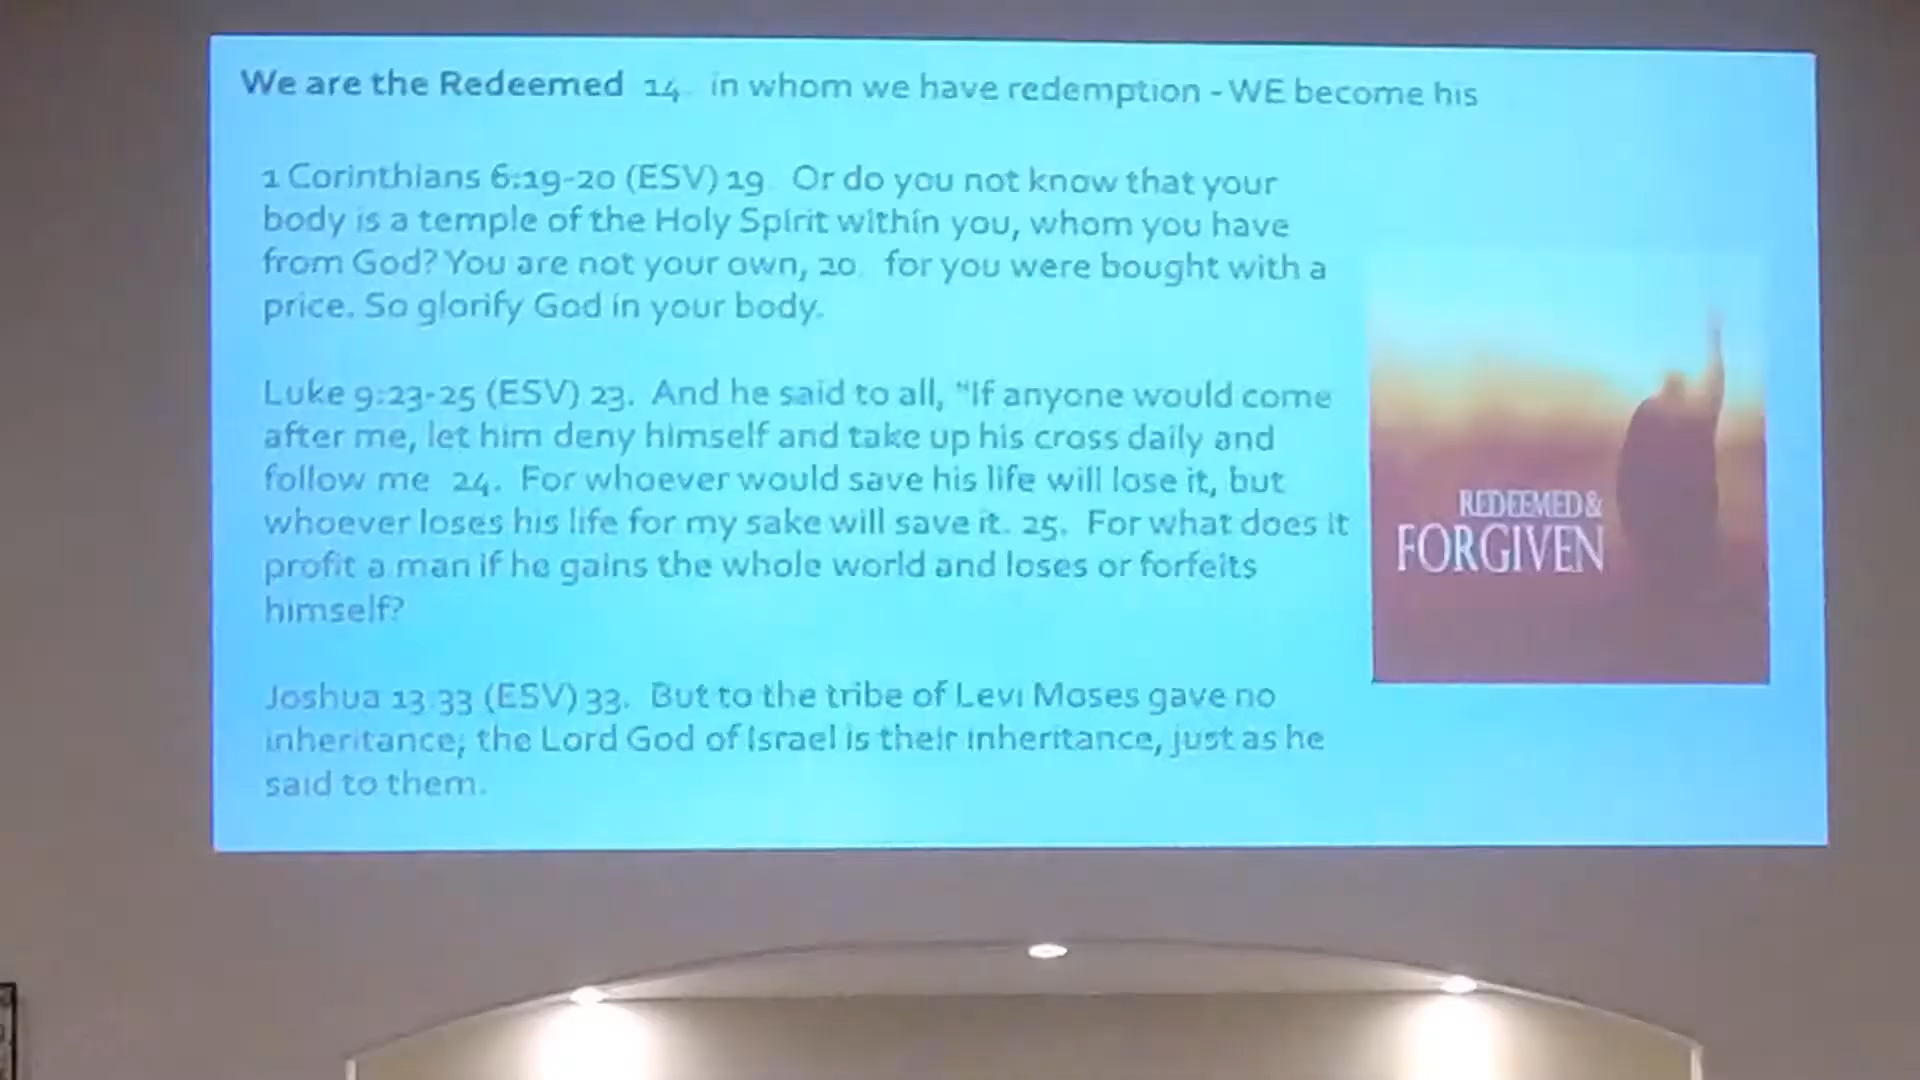 We are the Redeemed 14. in whom we have redemption - WE become his
1 Corinthians 6:19-20 (ESV) 19. Or do you not know that your
body is a temple of the Holy Spirit within you, whom you have
from God? You are not your own, 20. for you were bought with a
price. So glorify God in your body.
Luke 9:23-25 (ESV) 23. And he said to all, "If anyone would come
after me, let him deny himself and take up his cross daily and
follow me 24. For whoever would save his life will lose it, but
whoever loses his life for my sake will save it. 25. For what does it
profit a man if he gains the whole world and loses or forfeits
himself?
Joshua 13:33 (ESV) 33. But to the tribe of Levi Moses gave no
inheritance; the Lord God of Israel is their inheritance, just as he
said to them.
REDEEMED &
FORGIVEN